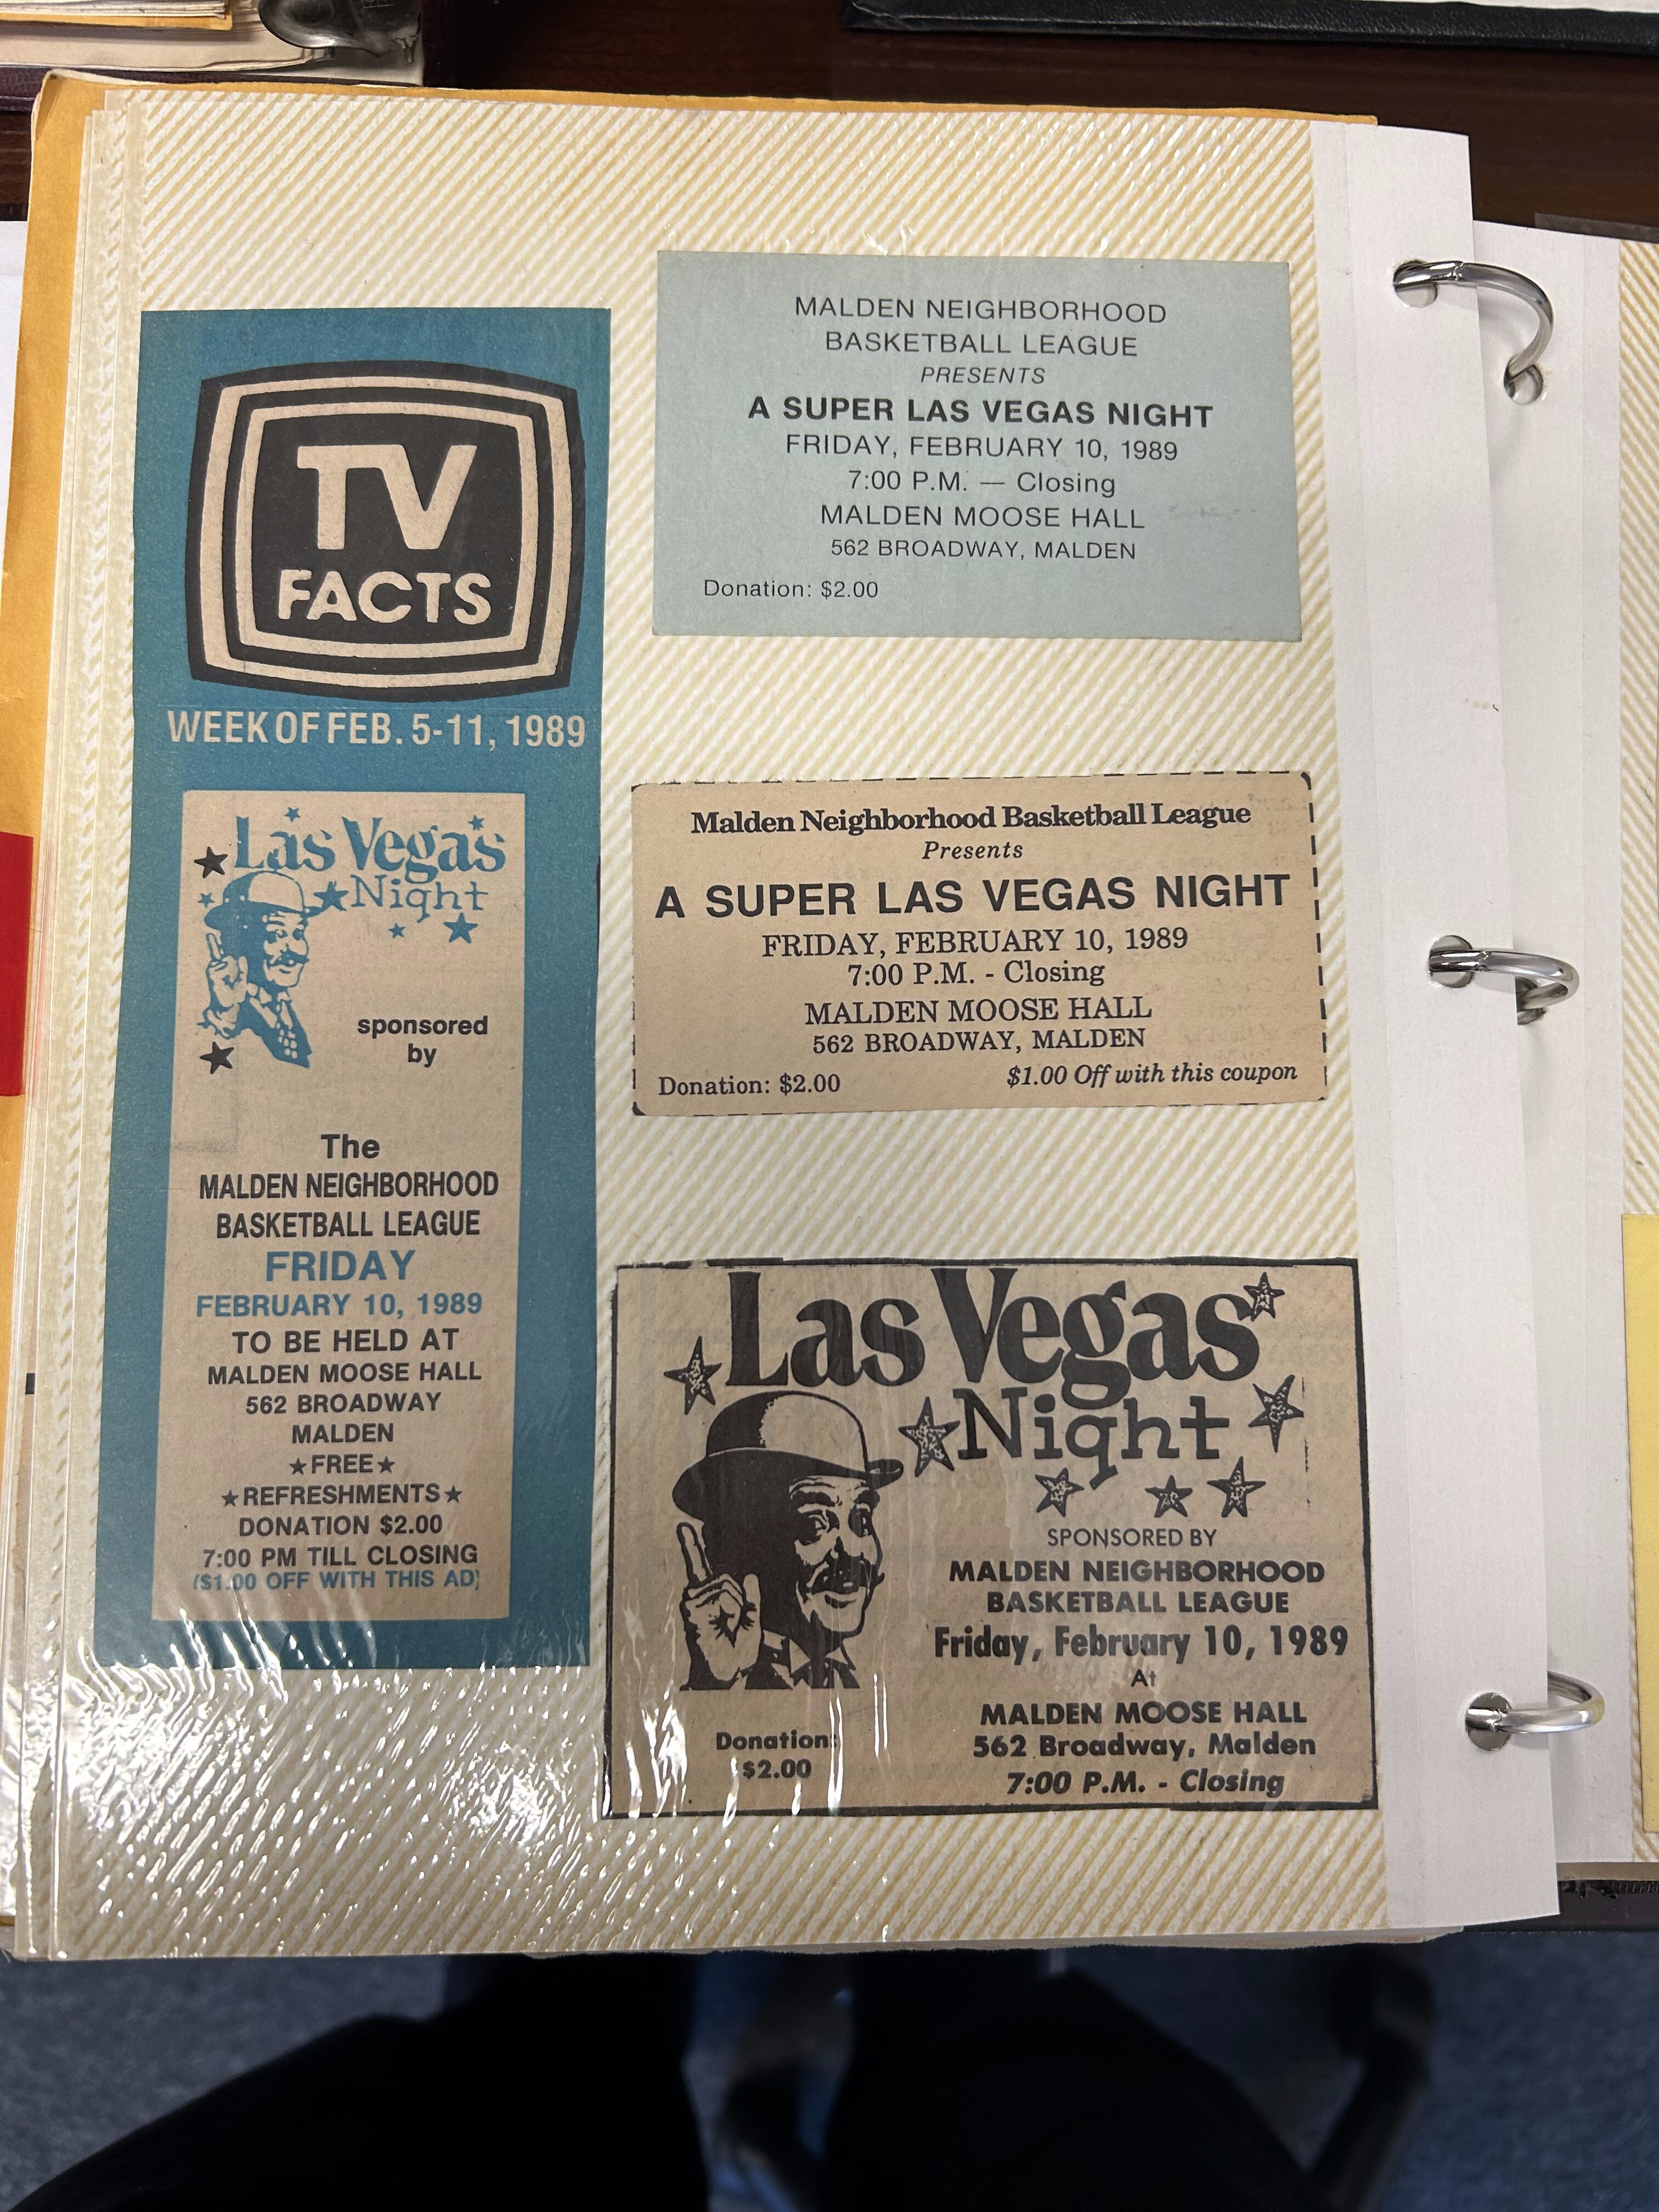 TV
FACTS
WEEK OF FEB. 5-11, 1989
Las Vegas
Night
sponsored
by
The
MALDEN NEIGHBORHOOD
BASKETBALL LEAGUE
FRIDAY
FEBRUARY 10, 1989
TO BE HELD AT
MALDEN MOOSE HALL
562 BROADWAY
MALDEN
★FREE★
★REFRESHMENTS★
DONATION $2.00
7:00 PM TILL CLOSING
($1.00 OFF WITH THIS AD)
MALDEN NEIGHBORHOOD
BASKETBALL LEAGUE
PRESENTS
A SUPER LAS VEGAS NIGHT
FRIDAY, FEBRUARY 10, 1989
7:00 P.M. — Closing
MALDEN MOOSE HALL
562 BROADWAY, MALDEN
Donation: $2.00
Malden Neighborhood Basketball League
Presents
A SUPER LAS VEGAS NIGHT
FRIDAY, FEBRUARY 10, 1989
7:00 P.M. - Closing
MALDEN MOOSE HALL
562 BROADWAY, MALDEN
Donation: $2.00 $1.00 Off with this coupon
Las Vegas
Night
SPONSORED BY
MALDEN NEIGHBORHOOD
BASKETBALL LEAGUE
Friday, February 10, 1989
At
MALDEN MOOSE HALL
562 Broadway, Malden
7:00 P.M. - Closing
Donation:
$2.00